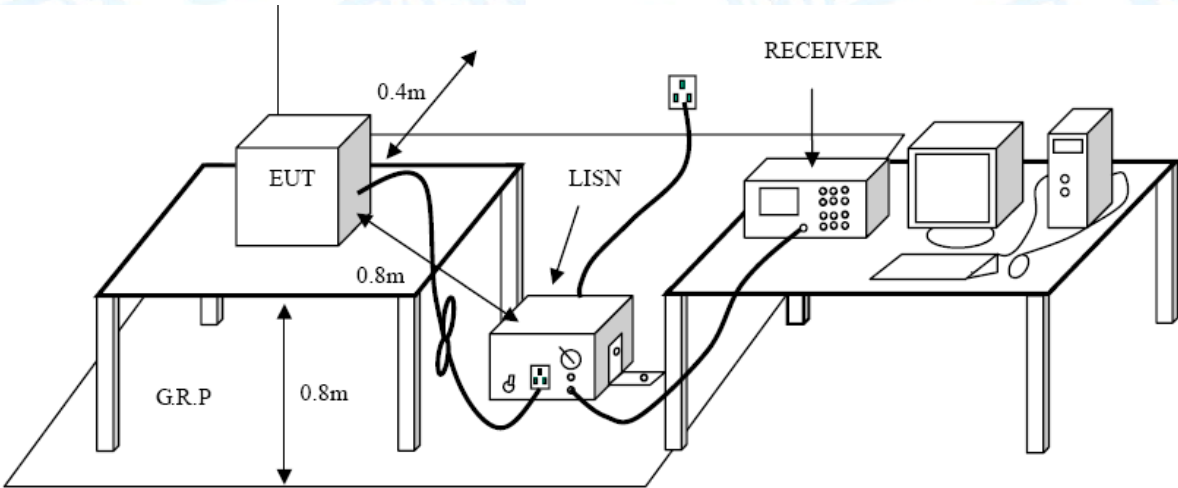 RECEIVER
0.4m
EUT
LISN
0.8m
G.R.P
0.8m